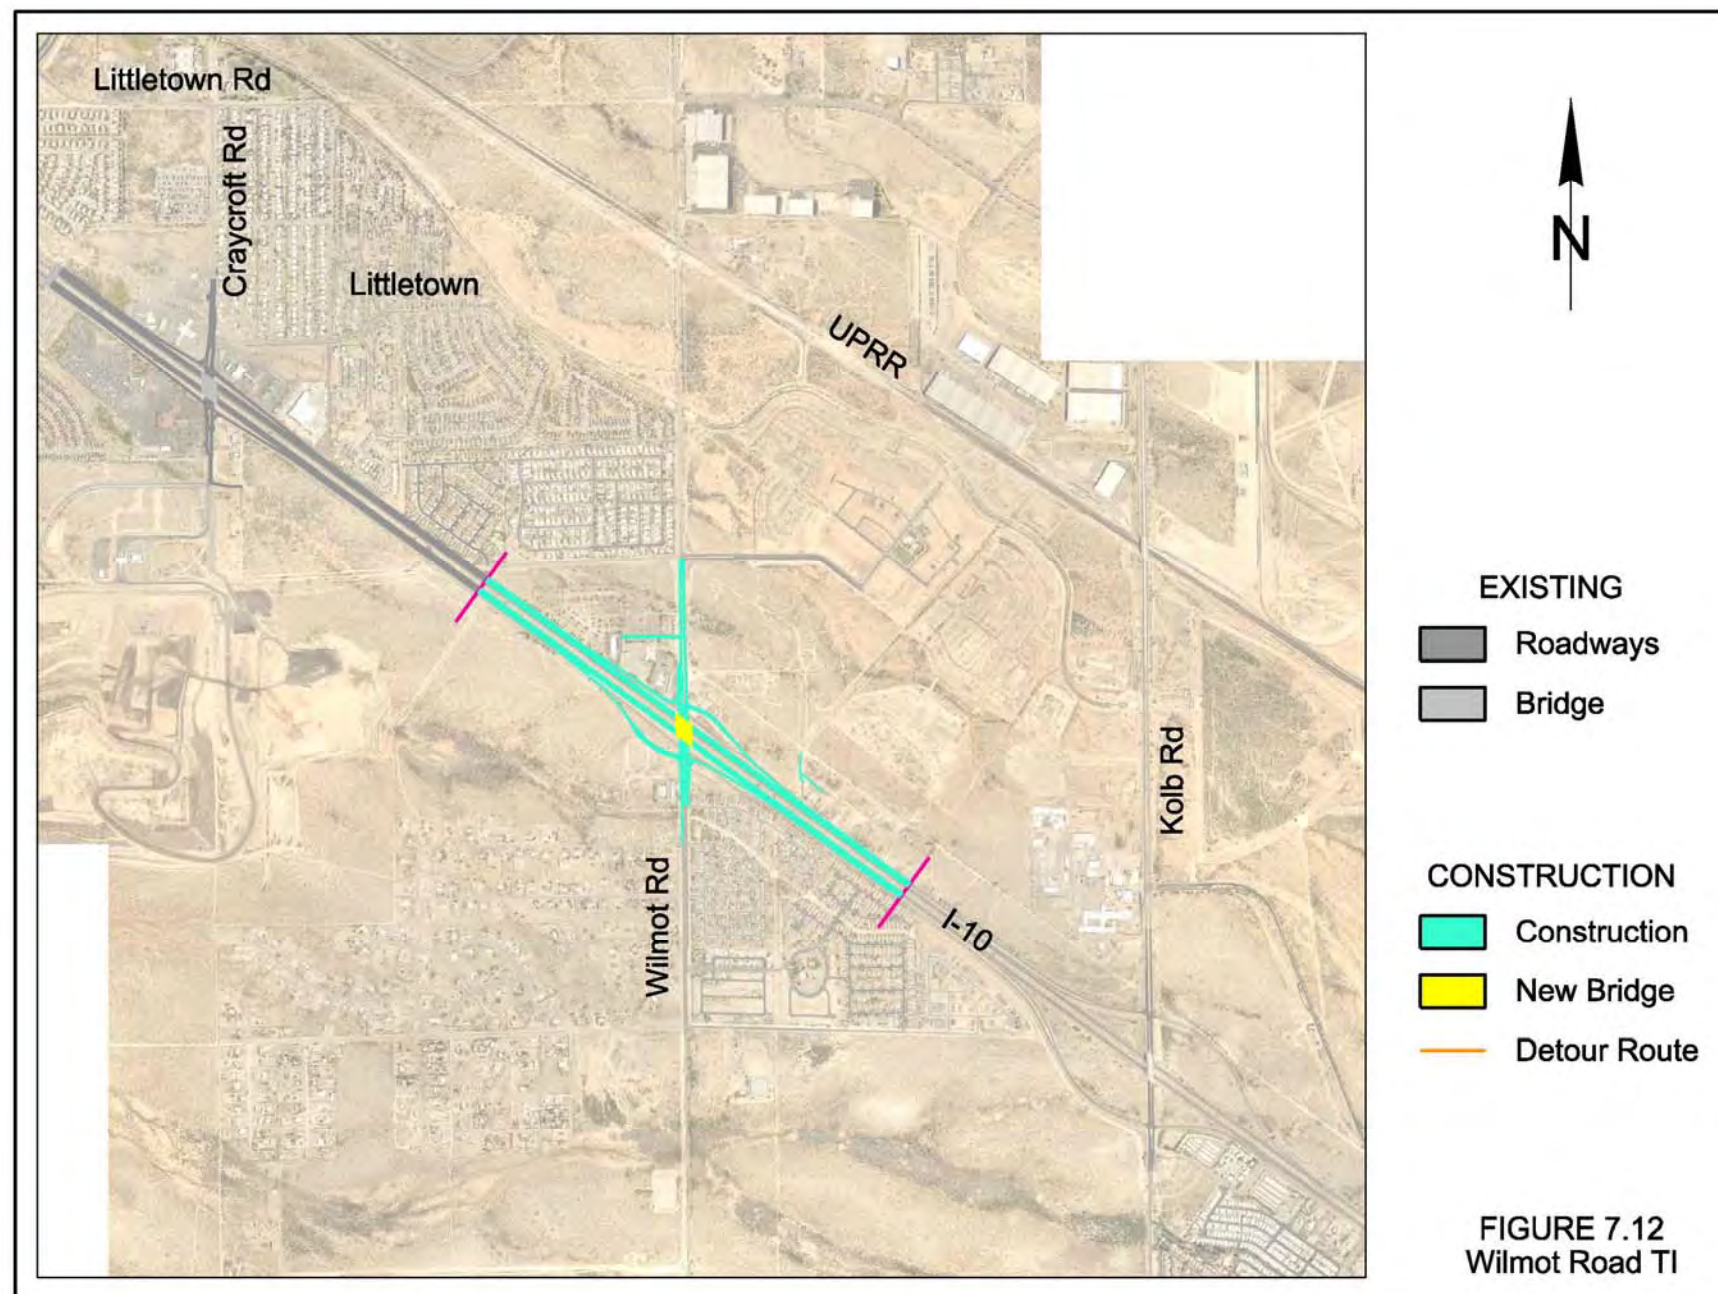 Littletown Rd
Craycroft Rd
Littletown
UPRR
Kolb Rd
Wilmot Rd
I-10
N
EXISTING
Roadways
Bridge
CONSTRUCTION
Construction
New Bridge
Detour Route
FIGURE 7.12
Wilmot Road TI